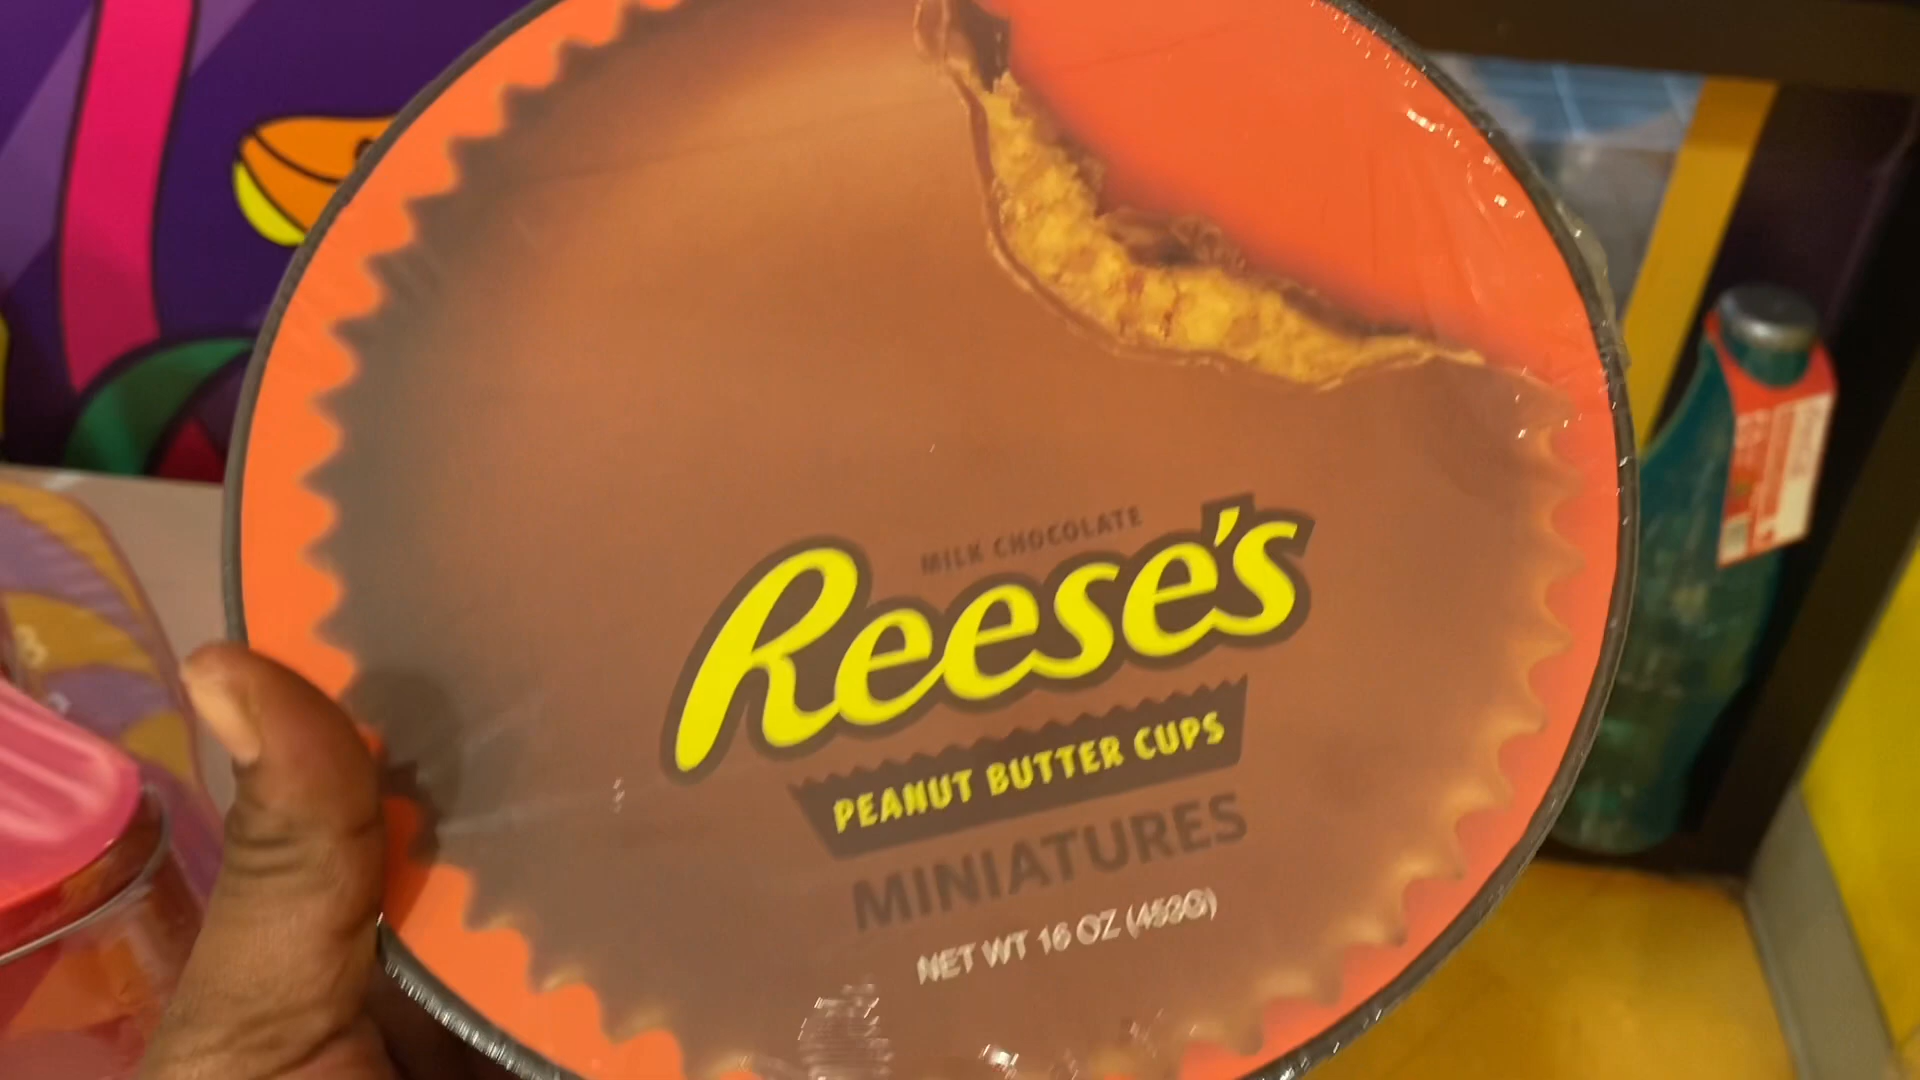 MILK CHOCOLATE
Reese's
PEANUT BUTTER CUPS
MINIATURES
NET WT 16 OZ (453G)